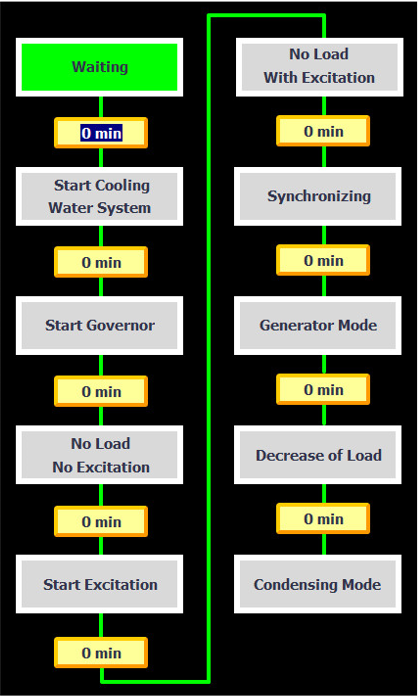 Waiting
0 min
Start Cooling
Water System
0 min
Start Governor
0 min
No Load
No Excitation
0 min
Start Excitation
0 min
No Load
With Excitation
0 min
Synchronizing
0 min
Generator Mode
0 min
Decrease of Load
0 min
Condensing Mode